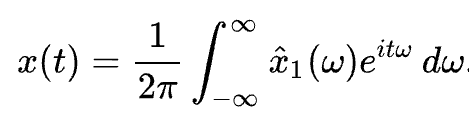 x(t) = \frac{1}{2\pi} \int_{-\infty}^{\infty} \hat{x}_1(\omega) e^{it\omega} \, d\omega.